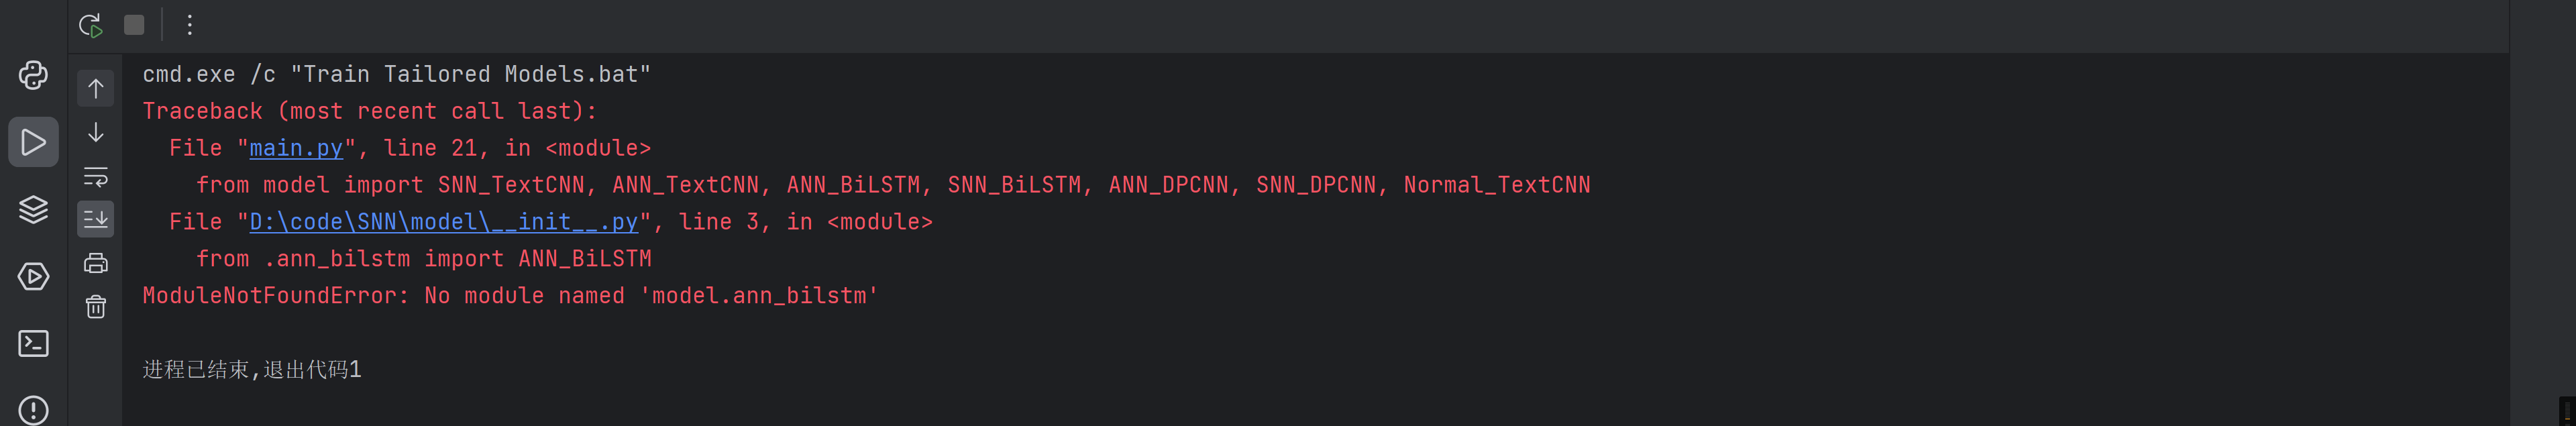 cmd.exe /c "Train Tailored Models.bat"
Traceback (most recent call last):
  File "main.py", line 21, in <module>
    from model import SNN_TextCNN, ANN_TextCNN, ANN_BiLSTM, SNN_BiLSTM, ANN_DPCNN, SNN_DPCNN, Normal_TextCNN
  File "D:\code\SNN\model\__init__.py", line 3, in <module>
    from .ann_bilstm import ANN_BiLSTM
ModuleNotFoundError: No module named 'model.ann_bilstm'
进程已结束,退出代码1